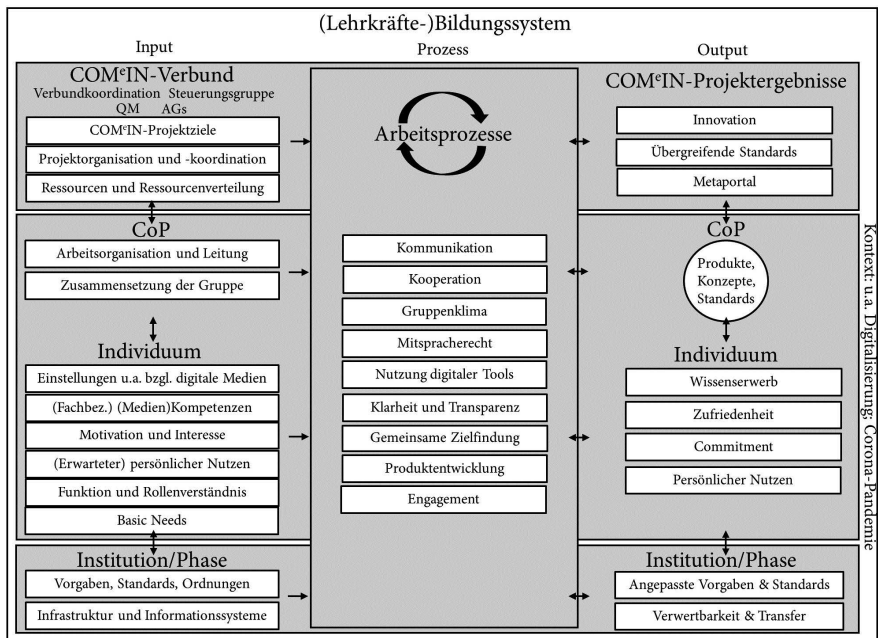 (Lehrkräfte-)Bildungssystem
Input
Prozess
Output
COMᵉIN-Verbund
Verbundkoordination Steuerungsgruppe
QM AGs
COMᵉIN-Projektziele
Projektorganisation und -koordination
Ressourcen und Ressourcenverteilung
CoP
Arbeitsorganisation und Leitung
Zusammensetzung der Gruppe
Individuum
Einstellungen u.a. bzgl. digitale Medien
(Fachbez.) (Medien)Kompetenzen
Motivation und Interesse
(Erwarteter) persönlicher Nutzen
Funktion und Rollenverständnis
Basic Needs
Institution/Phase
Vorgaben, Standards, Ordnungen
Infrastruktur und Informationssysteme
Arbeitsprozesse
Kommunikation
Kooperation
Gruppenklima
Mitspracherecht
Nutzung digitaler Tools
Klarheit und Transparenz
Gemeinsame Zielfindung
Produktentwicklung
Engagement
COMᵉIN-Projektergebnisse
Innovation
Übergreifende Standards
Metaportal
CoP
Produkte,
Konzepte,
Standards
Individuum
Wissenserwerb
Zufriedenheit
Commitment
Persönlicher Nutzen
Institution/Phase
Angepasste Vorgaben & Standards
Verwertbarkeit & Transfer
Kontext: u.a. Digitalisierung; Corona-Pandemie